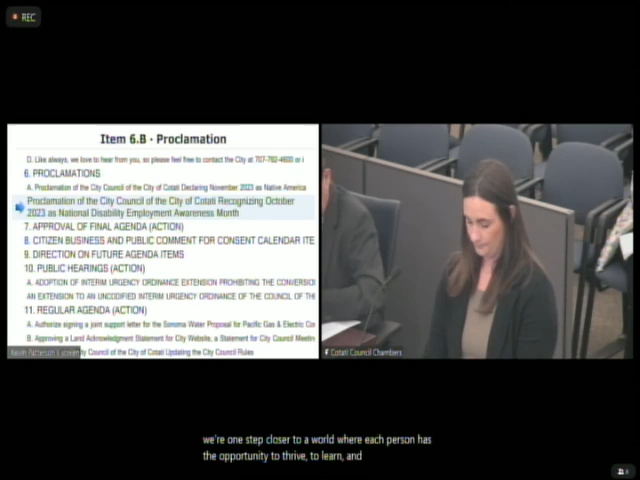 REC
Item 6.B · Proclamation
D. Like always, we love to hear from you, so please feel free to contact the City at 707-792-4600 or i
6. PROCLAMATIONS
A. Proclamation of the City Council of the City of Cotati Declaring November 2023 as Native America
Proclamation of the City Council of the City of Cotati Recognizing October
2023 as National Disability Employment Awareness Month
7. APPROVAL OF FINAL AGENDA (ACTION)
8. CITIZEN BUSINESS AND PUBLIC COMMENT FOR CONSENT CALENDAR ITE
9. DIRECTION ON FUTURE AGENDA ITEMS
10. PUBLIC HEARINGS (ACTION)
A. ADOPTION OF INTERIM URGENCY ORDINANCE EXTENSION PROHIBITING THE CONVERSIO
AN EXTENSION TO AN UNCODIFIED INTERIM URGENCY ORDINANCE OF THE COUNCIL OF TH
11. REGULAR AGENDA (ACTION)
A. Authorize signing a joint support letter for the Sonoma Water Proposal for Pacific Gas & Electric Co
B. Approving a Land Acknowledgment Statement for City Website, a Statement for City Council Meetin
by Council of the City of Cotati Updating the City Council Rules
Cotati Council Chambers
we're one step closer to a world where each person has
the opportunity to thrive, to learn, and